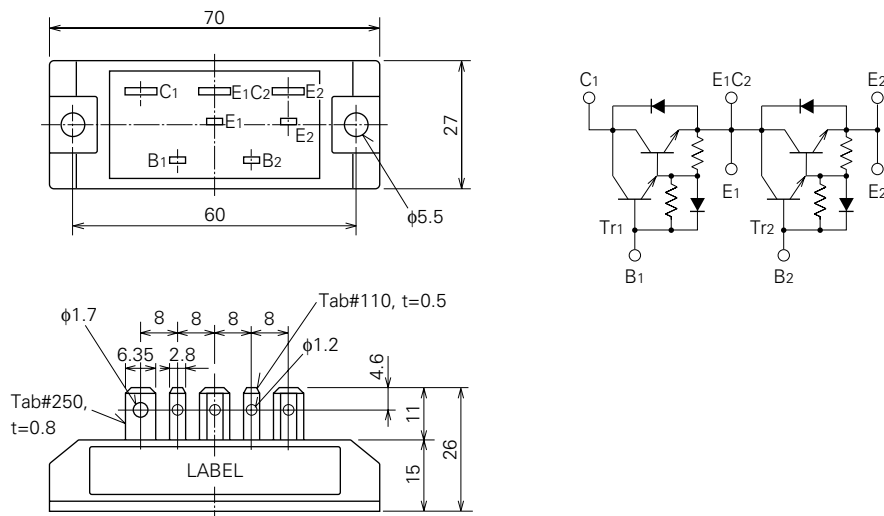 70
C1 E1C2 E2
E1 E2
B1 B2
27
60
φ5.5
C1 E1C2 E2
E1 E2
Tr1 Tr2
B1 B2
φ1.7
8 8 8 8
Tab#110, t=0.5
φ1.2
6.35 2.8
4.6
Tab#250,
t=0.8
11
26
15
LABEL